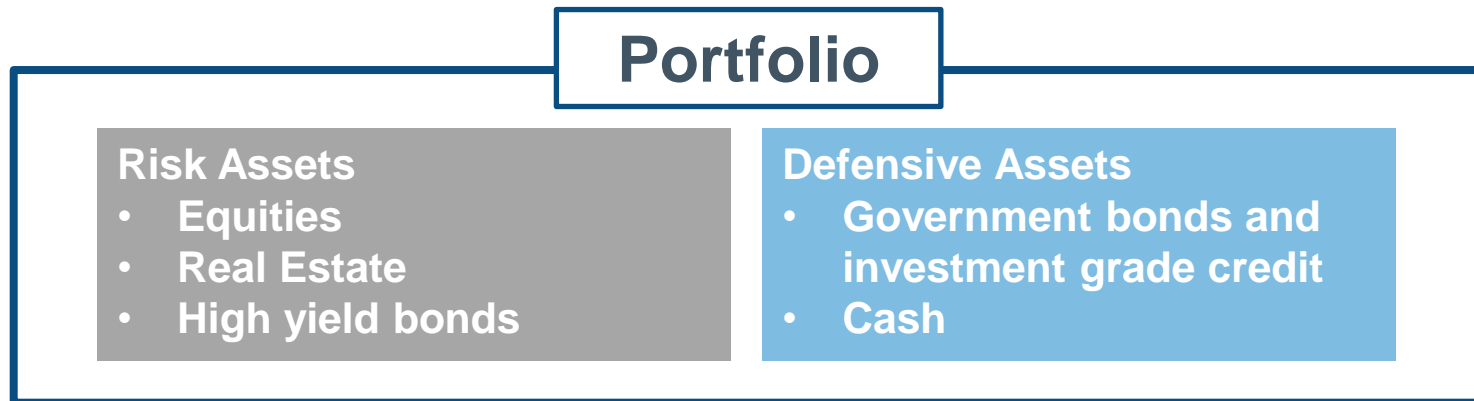 Portfolio
Risk Assets
• Equities
• Real Estate
• High yield bonds
Defensive Assets
• Government bonds and
investment grade credit
• Cash